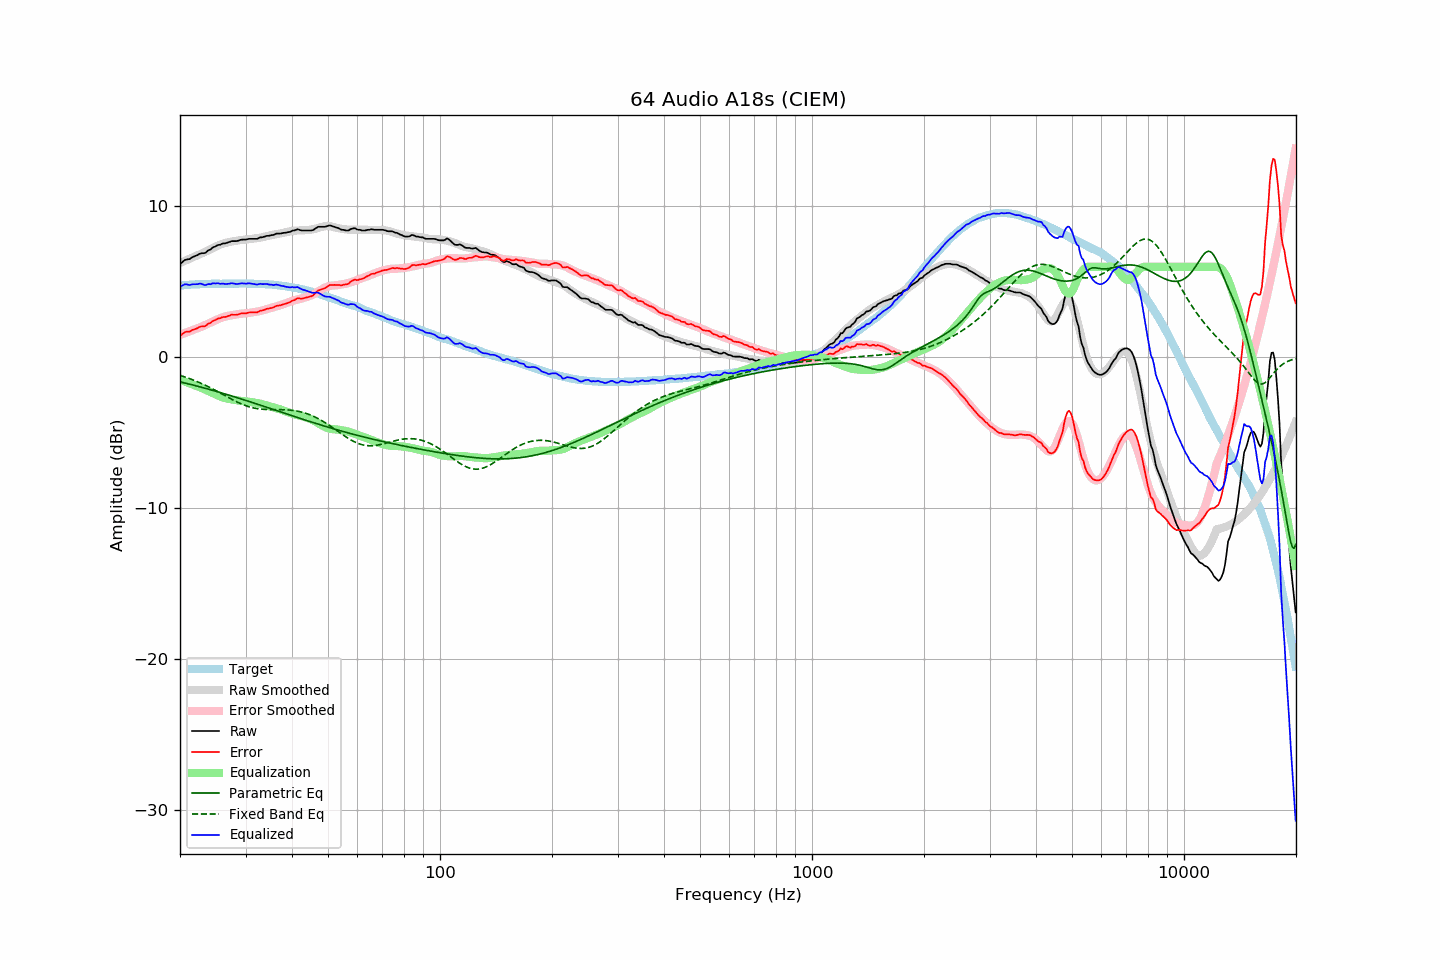 64 Audio A18s (CIEM)
Amplitude (dBr)
10
0
−10
−20
−30
Target
Raw Smoothed
Error Smoothed
Raw
Error
Equalization
Parametric Eq
Fixed Band Eq
Equalized
100
1000
10000
Frequency (Hz)